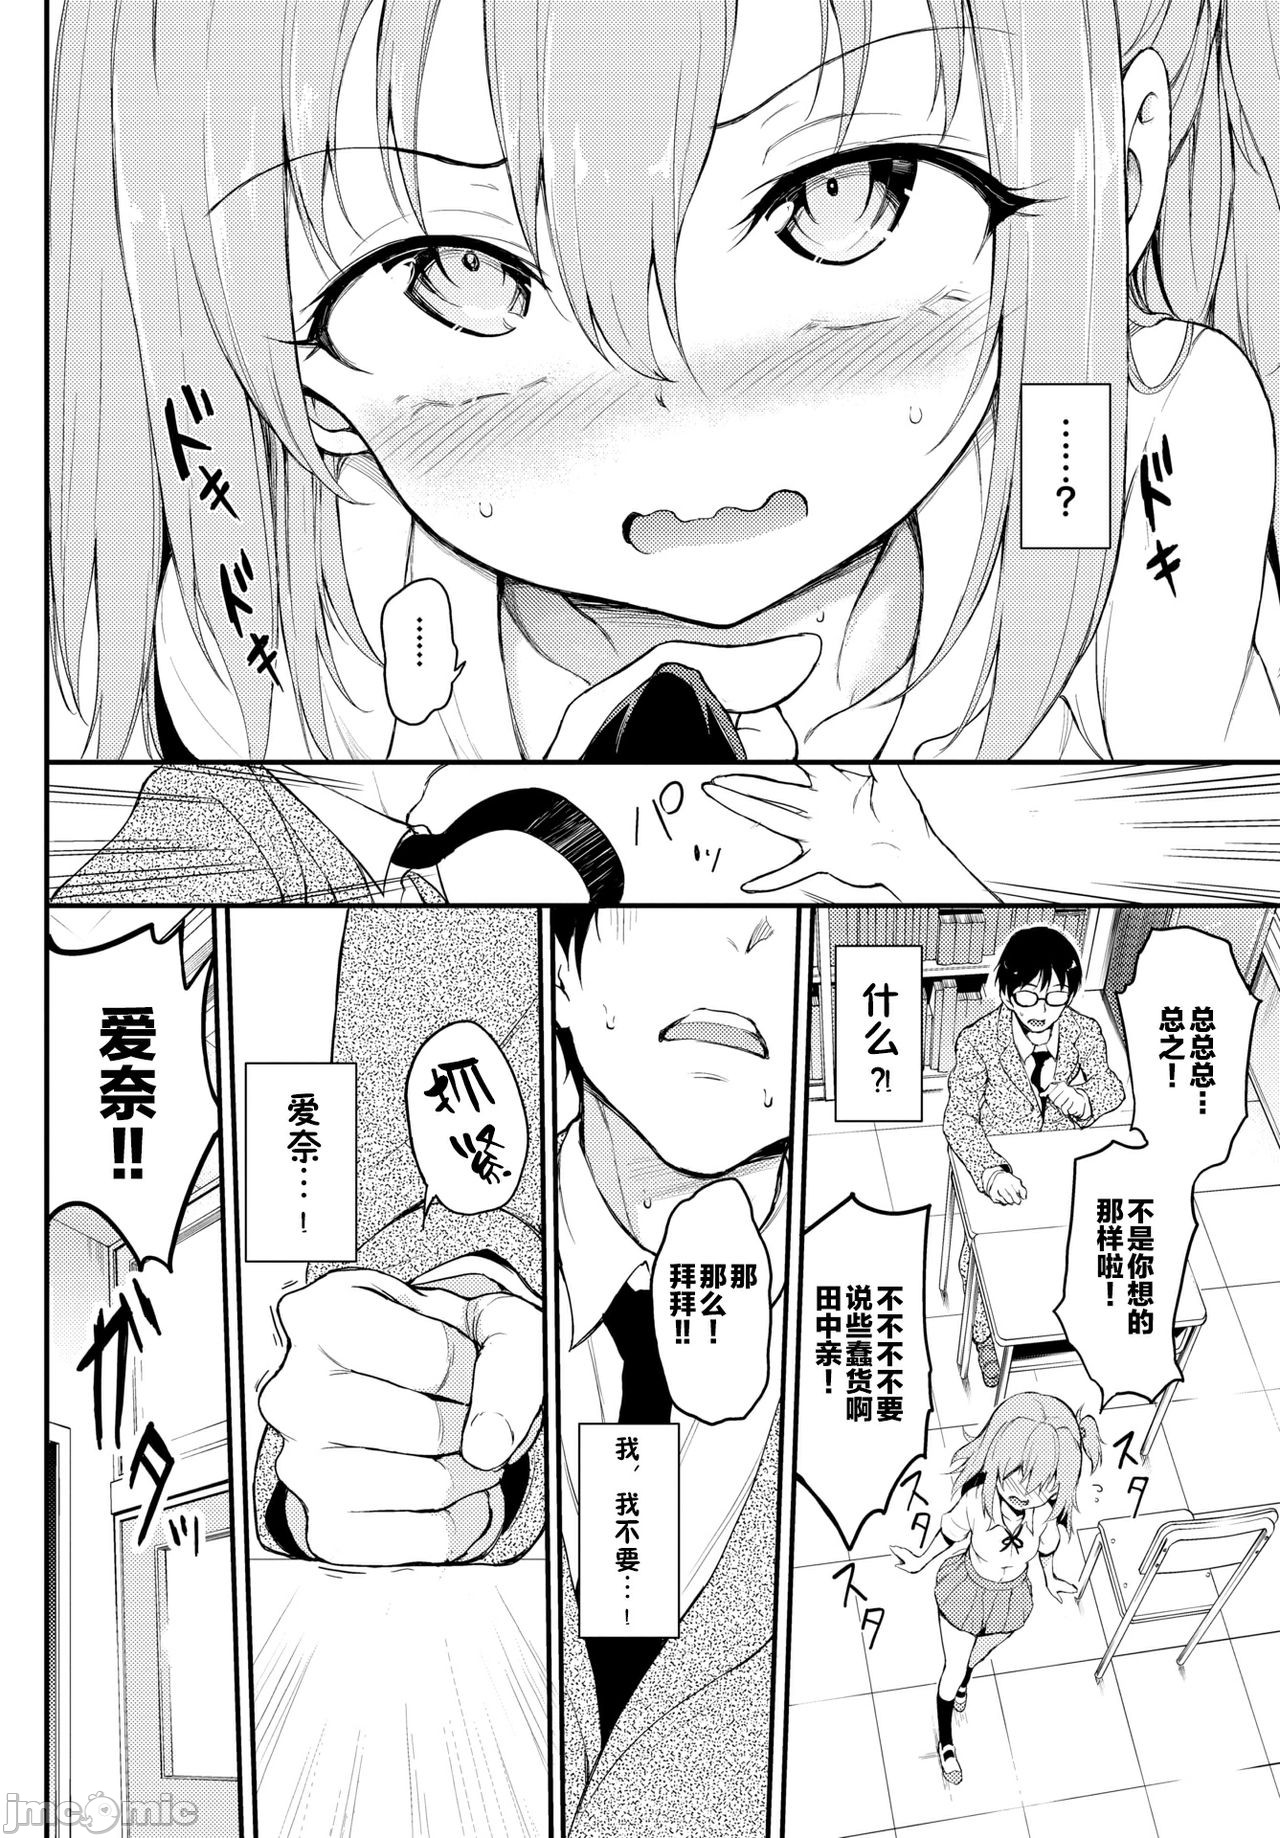 ……?
ドキ
ドキドキ
……
パッ
总总总…
总之！
不是你想的
那样啦！
什么?!
不不不不要
说些蠢货啊
田中亲！
スタ
スタ
スタ
那
那么！
拜拜!!
我，我不要…！
抓紧
爱奈…！
爱奈!!
ガタッ
jmcomic